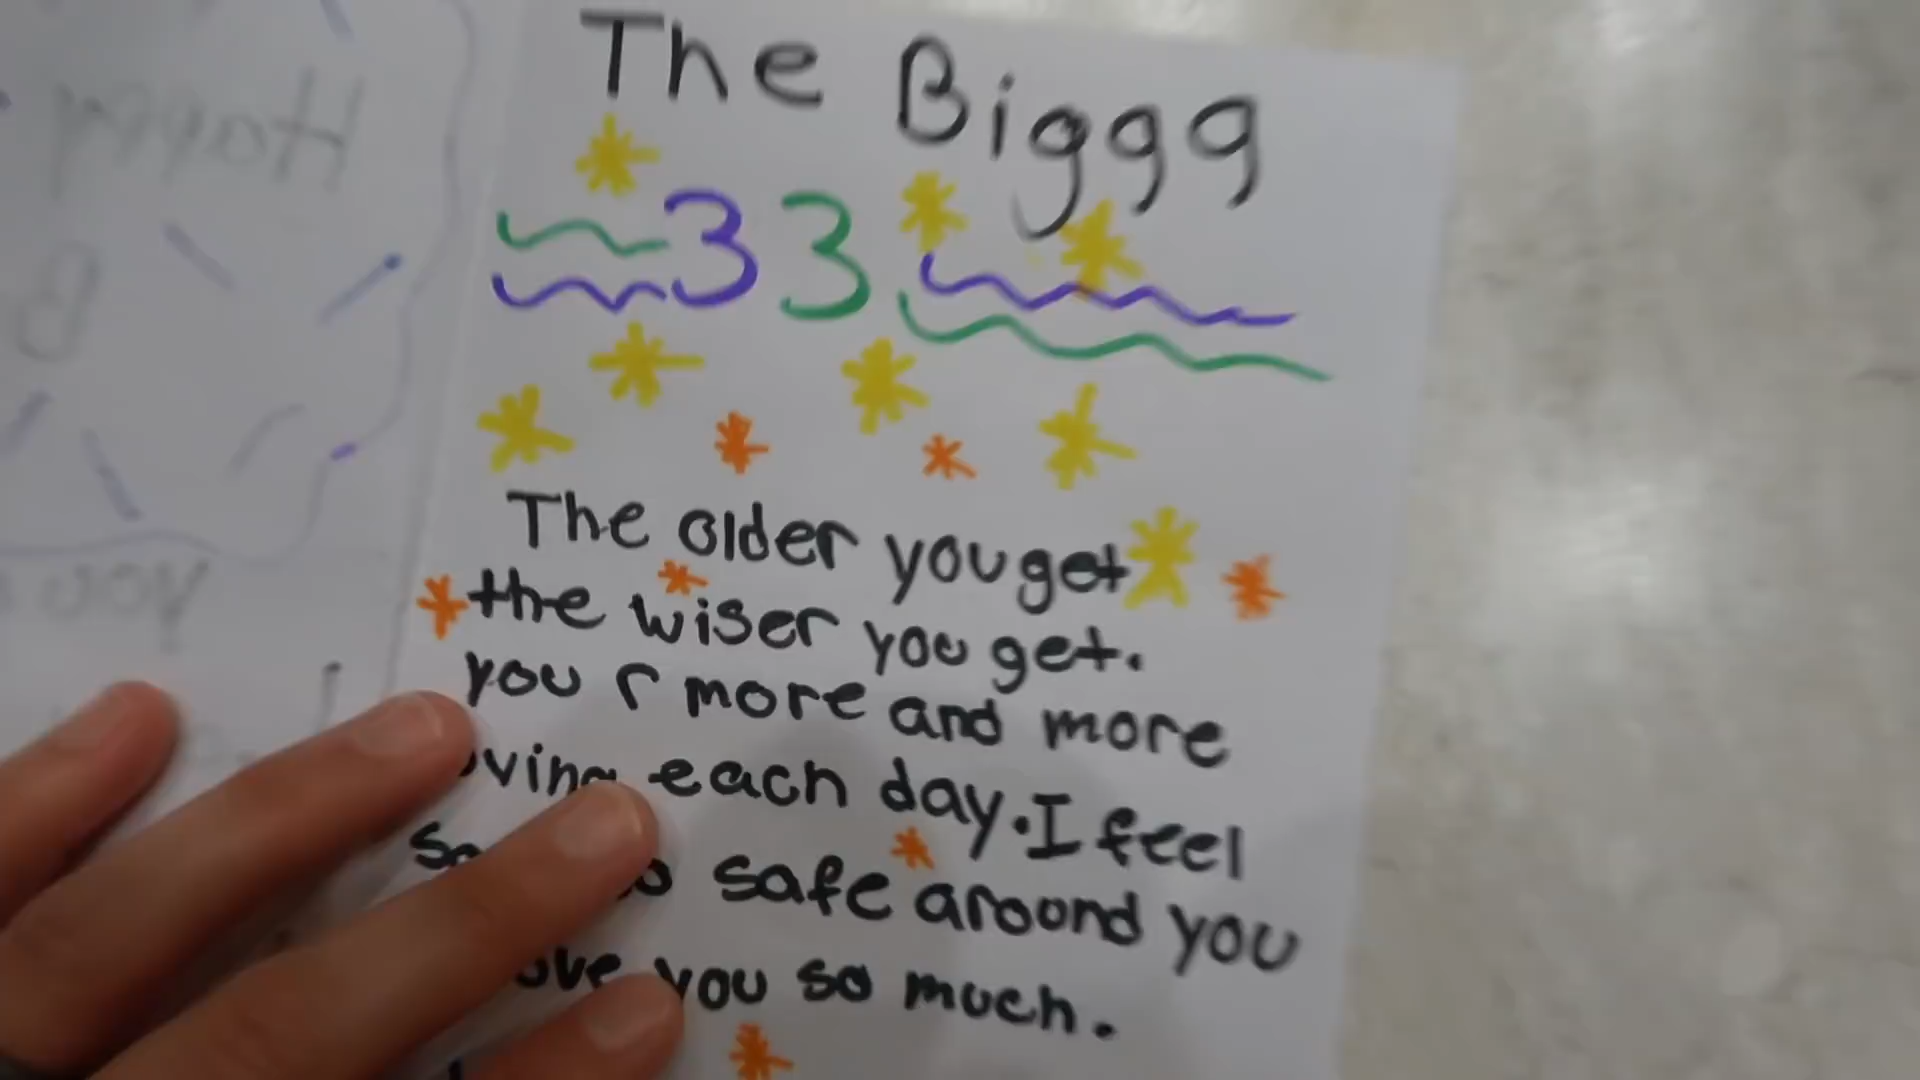 The Biggg
33
The older you get
the wiser you get.
you r more and more
each day. I feel
safe around you
you so much.